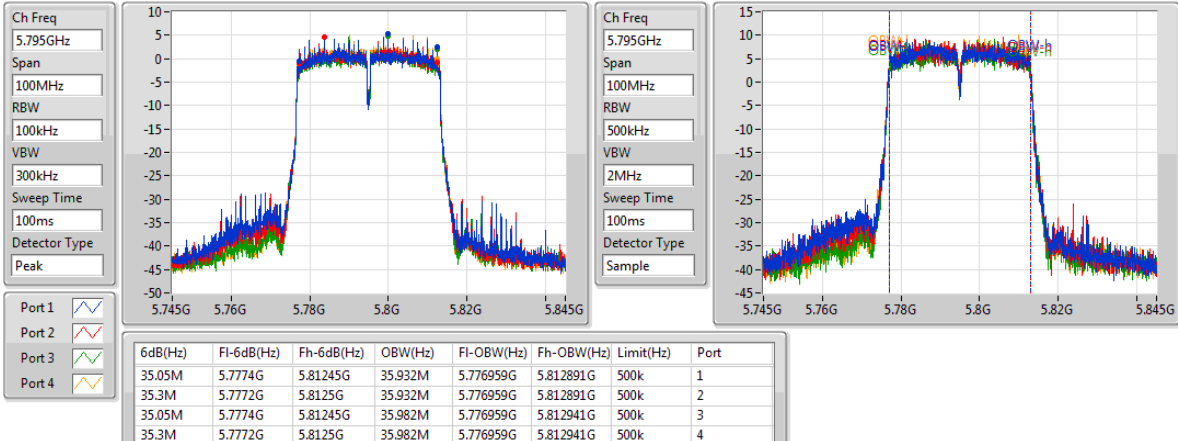 Ch Freq
5.795GHz
Span
100MHz
RBW
100kHz
VBW
300kHz
Sweep Time
100ms
Detector Type
Peak
10
5
0
-5
-10
-15
-20
-25
-30
-35
-40
-45
-50
5.745G 5.76G 5.78G 5.8G 5.82G 5.845G
Ch Freq
5.795GHz
Span
100MHz
RBW
500kHz
VBW
2MHz
Sweep Time
100ms
Detector Type
Sample
15
10
5
0
-5
-10
-15
-20
-25
-30
-35
-40
-45
5.745G 5.76G 5.78G 5.8G 5.82G 5.845G
OBW-h
Port 1
Port 2
Port 3
Port 4
6dB(Hz) Fl-6dB(Hz) Fh-6dB(Hz) OBW(Hz) Fl-OBW(Hz) Fh-OBW(Hz) Limit(Hz) Port
35.05M 5.7774G 5.81245G 35.932M 5.776959G 5.812891G 500k 1
35.3M 5.7772G 5.8125G 35.932M 5.776959G 5.812891G 500k 2
35.05M 5.7774G 5.81245G 35.982M 5.776959G 5.812941G 500k 3
35.3M 5.7772G 5.8125G 35.982M 5.776959G 5.812941G 500k 4